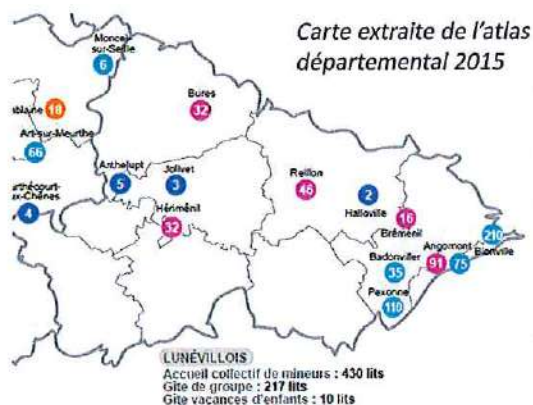 Carte extraite de l'atlas
départemental 2015
Moncel-
sur-Seille
6
Bures
32
18
Art-sur-Meurthe
66
Anthelupt
5
Jolivet
3
Reillon
46
2
Halloville
4
Hériménil
32
16
Brémenil
210
Bionville
Angomont
91
75
Badonviller
35
Pexonne
110
LUNÉVILLOIS
Accueil collectif de mineurs : 430 lits
Gîte de groupe : 217 lits
Gîte vacances d'enfants : 10 lits